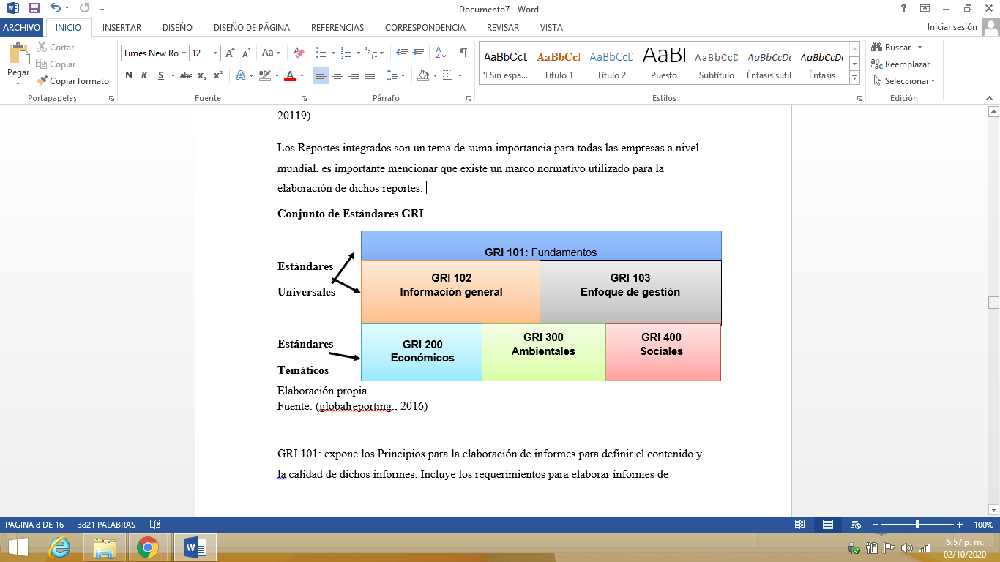 Documento7 - Word
ARCHIVO INICIO INSERTAR DISEÑO DISEÑO DE PÁGINA REFERENCIAS CORRESPONDENCIA REVISAR VISTA Iniciar sesión
Pegar
Cortar
Copiar
Copiar formato
Portapapeles
Times New Ro 12
N K S abc x₂ x²
Fuente
Párrafo
AaBbCcD AaBbCcI AaBbCcD AaBl AaBbCcD AaBbCcDc AaBbCcDc
¶ Sin espa... Título 1 Título 2 Puesto Subtítulo Énfasis sutil Énfasis
Estilos
Buscar
Reemplazar
Seleccionar
Edición
20119)
Los Reportes integrados son un tema de suma importancia para todas las empresas a nivel
mundial, es importante mencionar que existe un marco normativo utilizado para la
elaboración de dichos reportes.
Conjunto de Estándares GRI
GRI 101: Fundamentos
Estándares
Universales
GRI 102
Información general
GRI 103
Enfoque de gestión
Estándares
Temáticos
GRI 200
Económicos
GRI 300
Ambientales
GRI 400
Sociales
Elaboración propia
Fuente: (globalreporting., 2016)
GRI 101: expone los Principios para la elaboración de informes para definir el contenido y
la calidad de dichos informes. Incluye los requerimientos para elaborar informes de
PÁGINA 8 DE 16 3821 PALABRAS 100%
5:57 p. m.
02/10/2020